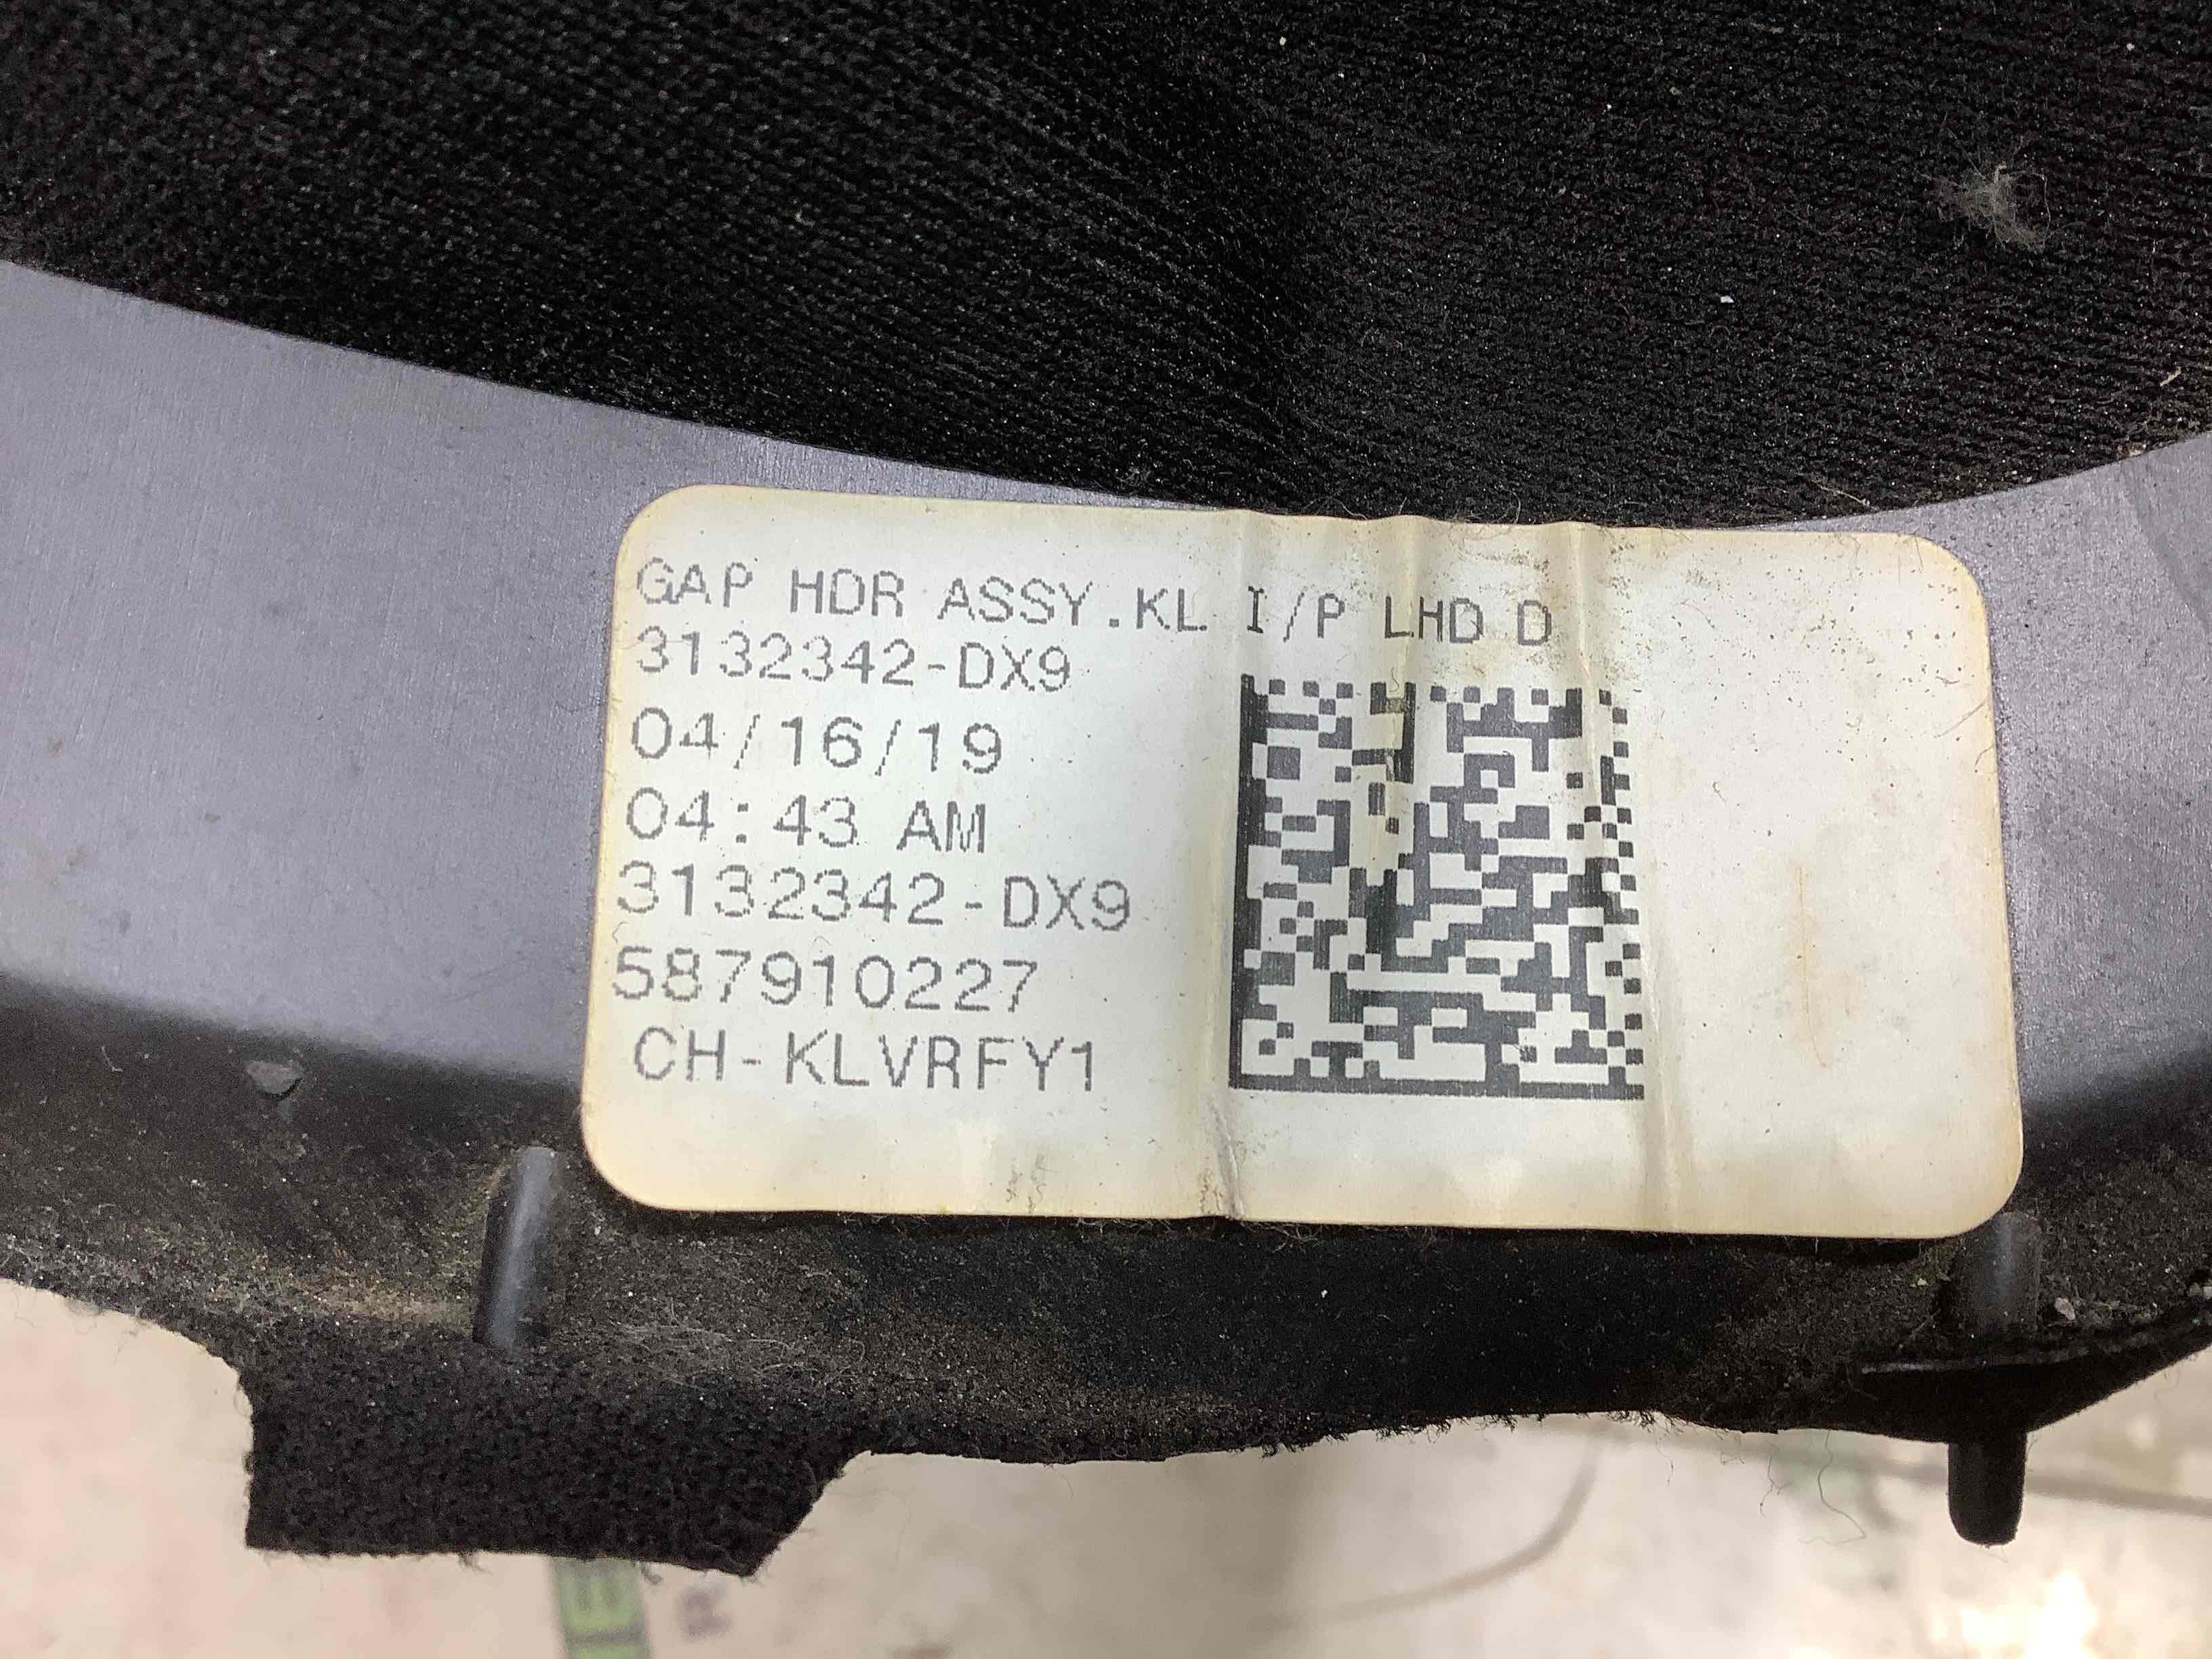 GAP HDR ASSY.KL I/P LHD D
3132342-DX9
04/16/19
04:43 AM
3132342-DX9
587910227
CH-KLVRFY1